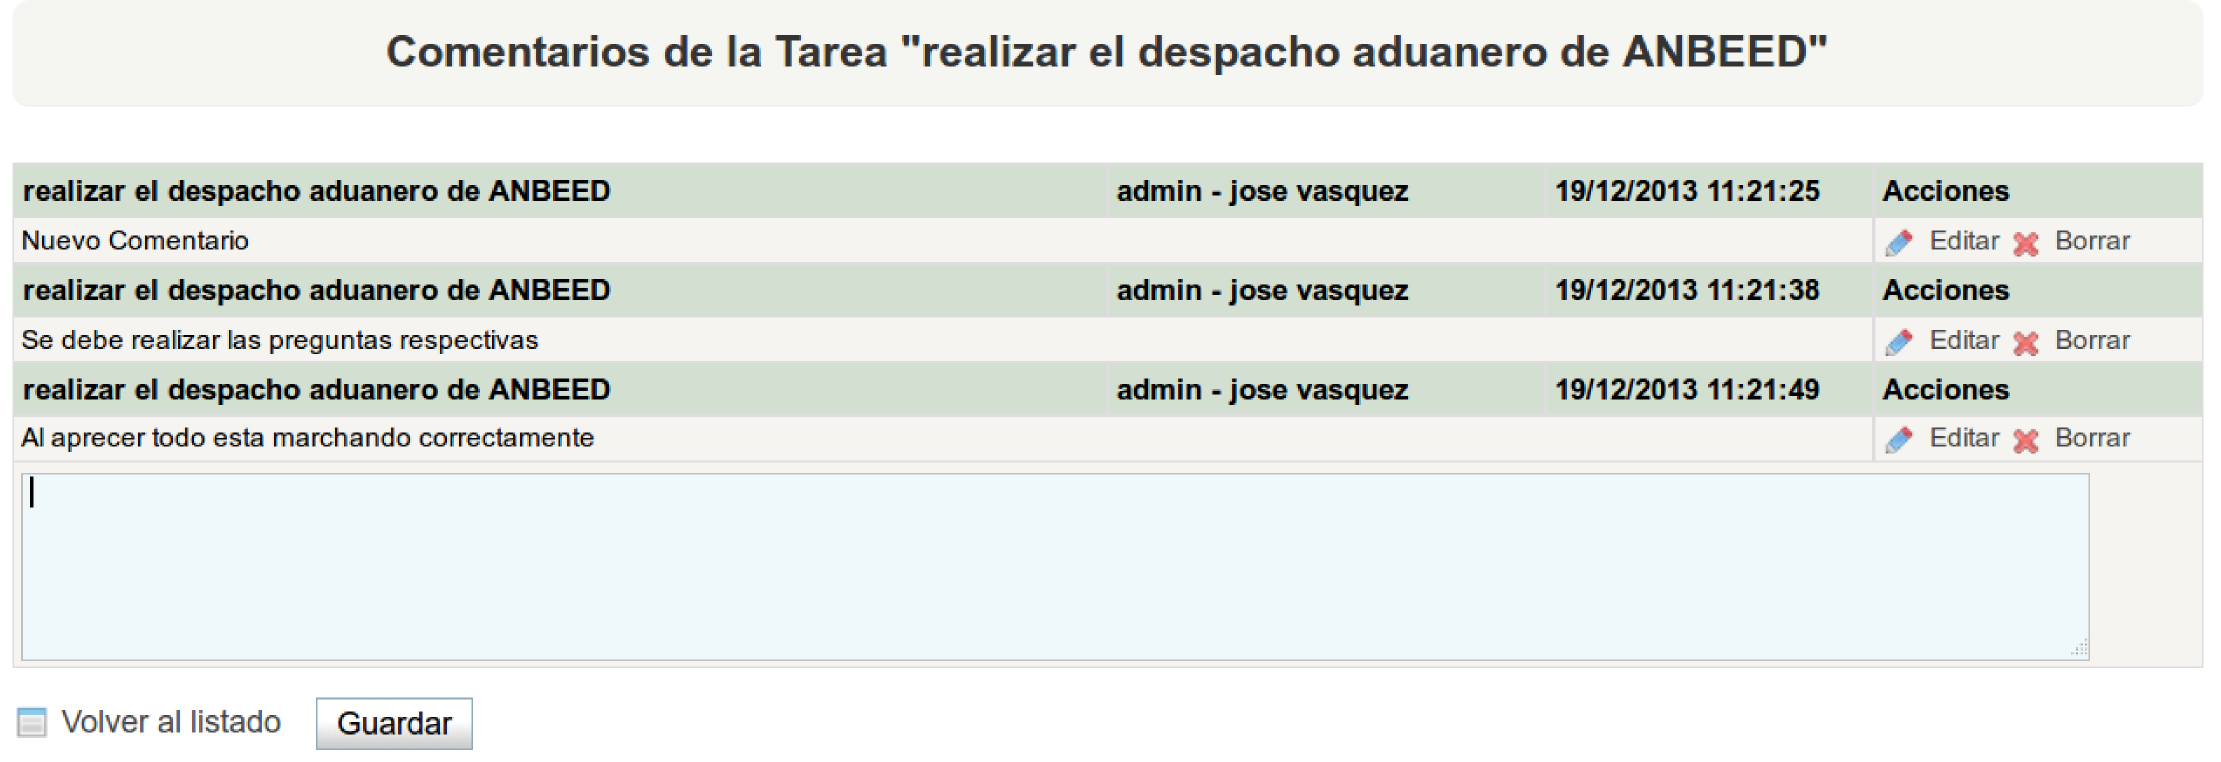 Comentarios de la Tarea "realizar el despacho aduanero de ANBEED"
realizar el despacho aduanero de ANBEED admin - jose vasquez 19/12/2013 11:21:25 Acciones
Nuevo Comentario Editar Borrar
realizar el despacho aduanero de ANBEED admin - jose vasquez 19/12/2013 11:21:38 Acciones
Se debe realizar las preguntas respectivas Editar Borrar
realizar el despacho aduanero de ANBEED admin - jose vasquez 19/12/2013 11:21:49 Acciones
Al aprecer todo esta marchando correctamente Editar Borrar
Volver al listado Guardar